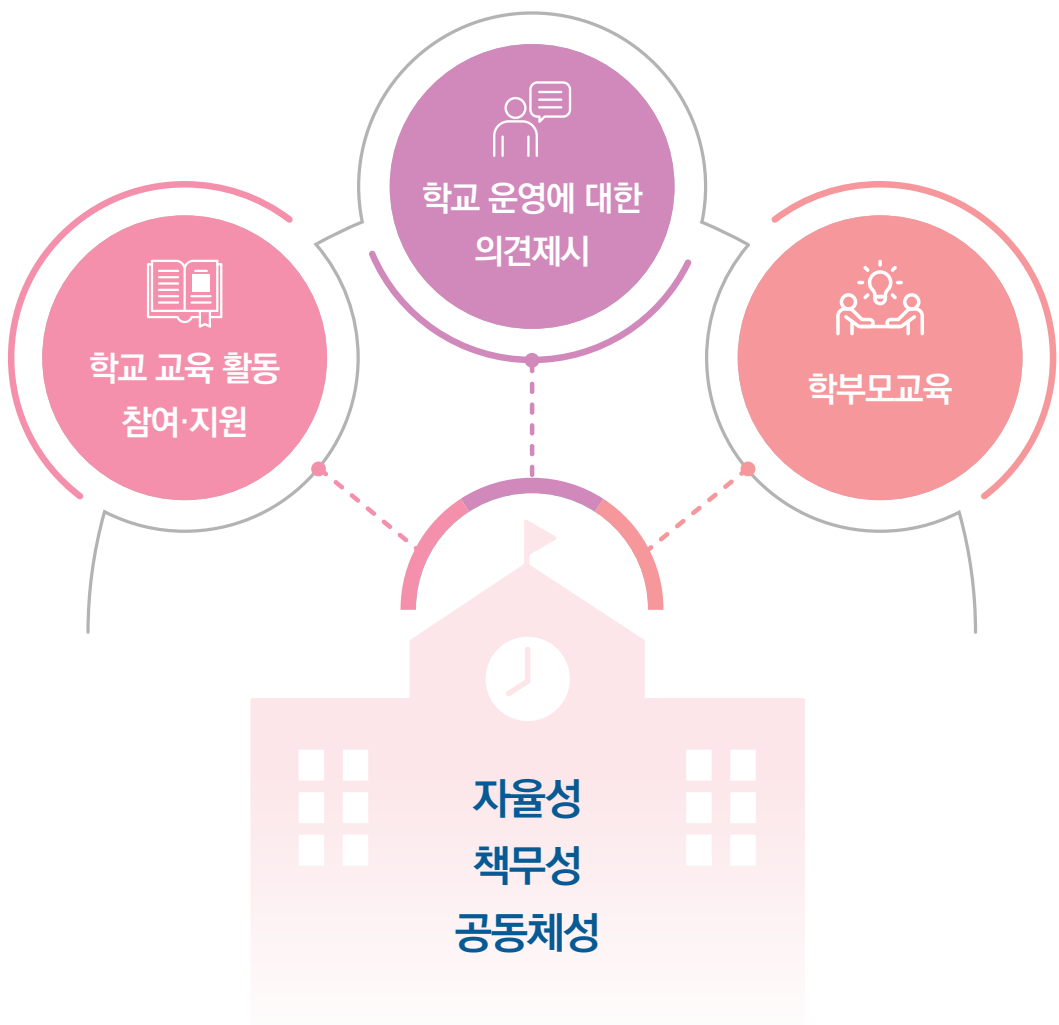 학교 운영에 대한
의견제시
학교 교육 활동
참여·지원
학부모교육
자율성
책무성
공동체성